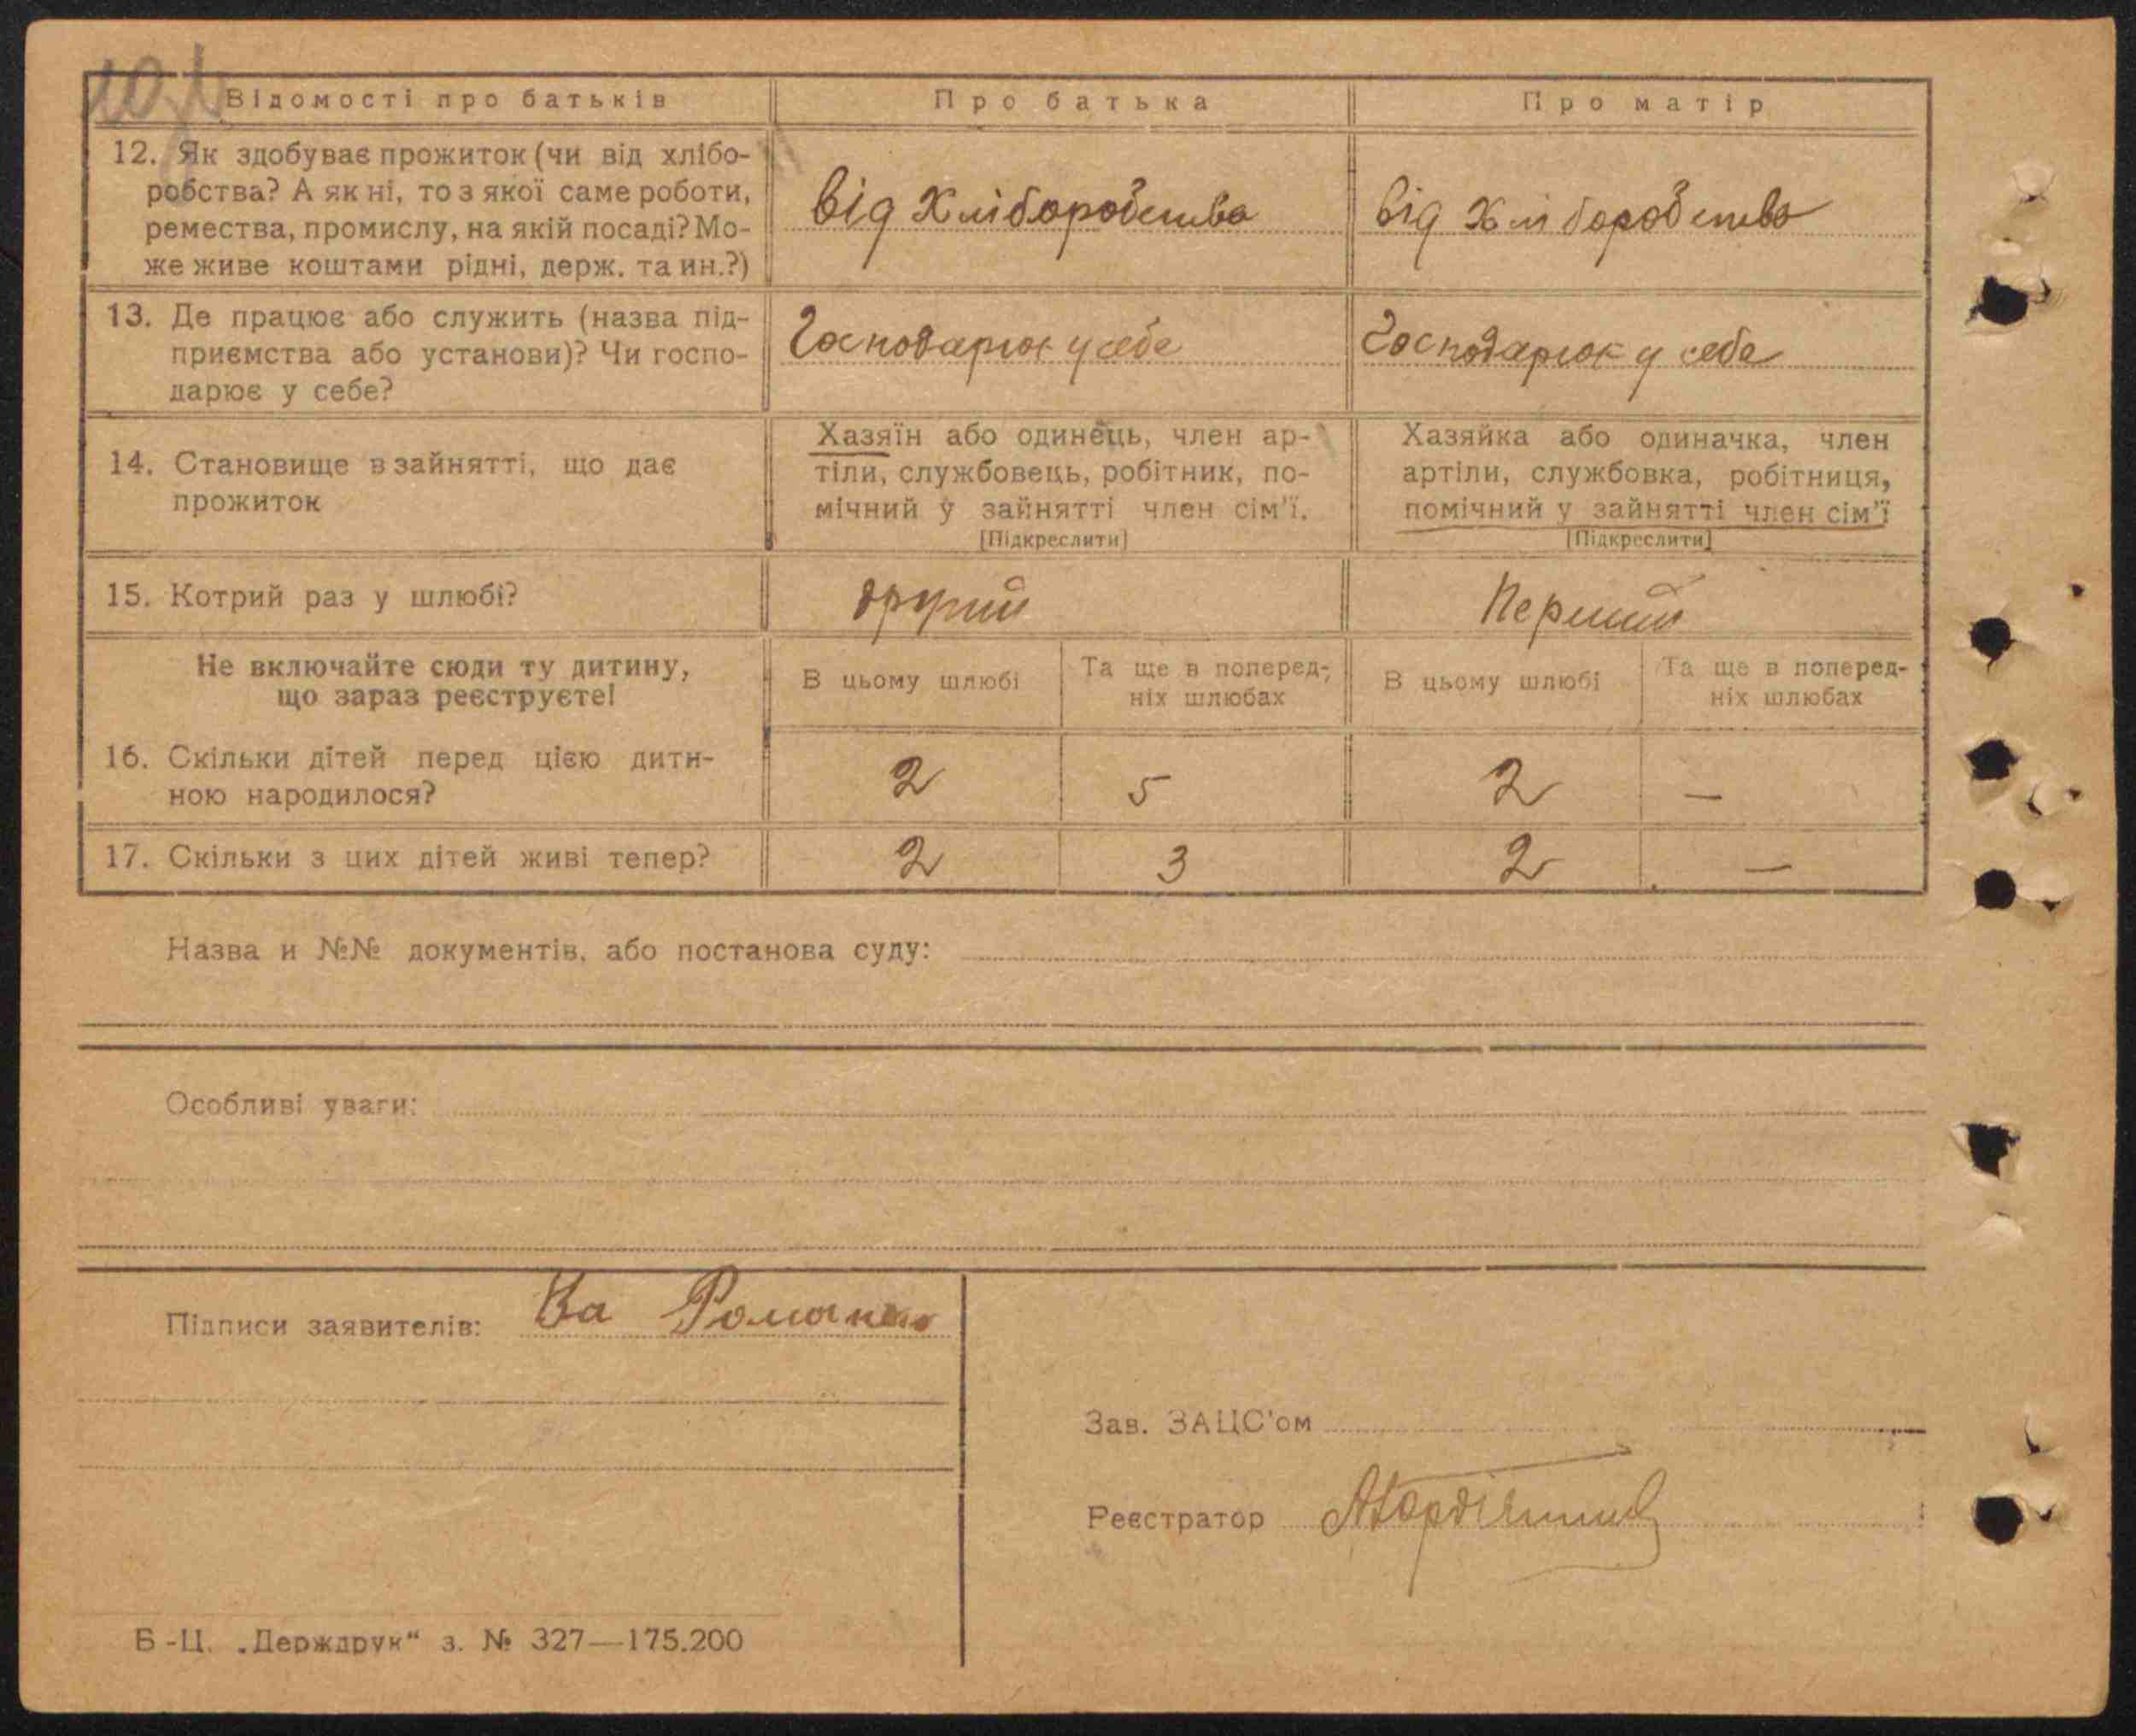 Відомості про батьків
Про батька
Про матір
12. Як здобуває прожиток (чи від хлібо-
робства? А як ні, то з якої саме роботи,
ремества, промислу, на якій посаді? Мо-
же живе коштами рідні, держ. та ин.?)
від Хліборобства
від Хліборобства
13. Де працює або служить (назва під-
приємства або установи)? Чи госпо-
дарює у себе?
Господарює у себе
Господарює у себе
14. Становище в зайнятті, що дає
прожиток
Хазяїн або одинець, член ар-
тіли, службовець, робітник, по-
мічний у зайнятті член сім'ї.
[Підкреслити]
Хазяйка або одиначка, член
артіли, службовка, робітниця,
помічний у зайнятті член сім'ї
[Підкреслити]
15. Котрий раз у шлюбі?
другий
Перший
Не включайте сюди ту дитину,
що зараз реєструєте!
В цьому шлюбі
Та ще в поперед-
ніх шлюбах
В цьому шлюбі
Та ще в поперед-
ніх шлюбах
16. Скільки дітей перед цією дити-
ною народилося?
2
5
2
—
17. Скільки з цих дітей живі тепер?
2
3
2
—
Назва и №№ документів, або постанова суду:
Особливі уваги:
Підписи заявителів: За
Зав. ЗАЦС'ом
Реєстратор
Б-Ц. „Держдрук“ з. № 327—175.200